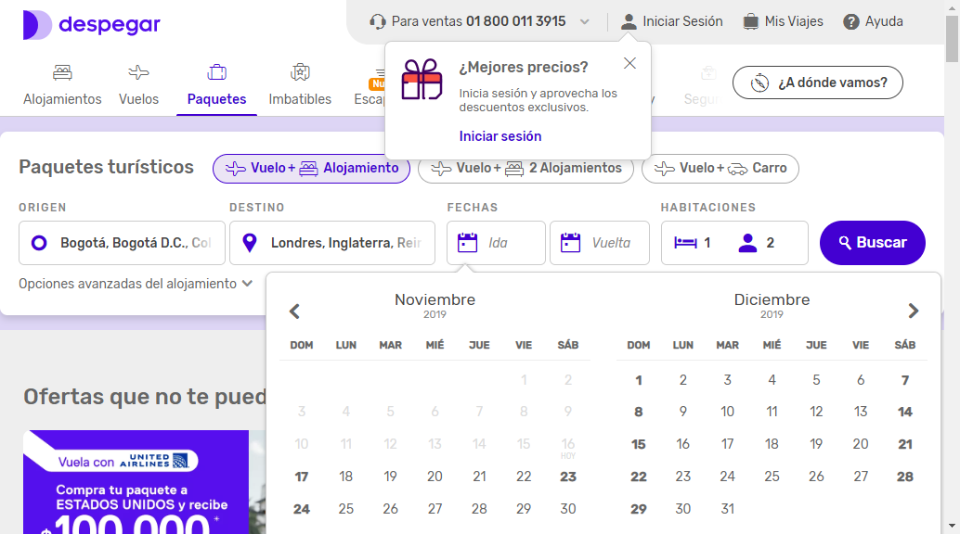 despegar
Para ventas 01 800 011 3915
Iniciar Sesión
Mis Viajes
Ayuda
Alojamientos
Vuelos
Paquetes
Imbatibles
¿Mejores precios?
Inicia sesión y aprovecha los
descuentos exclusivos.
Iniciar sesión
¿A dónde vamos?
Paquetes turísticos
Vuelo + Alojamiento
Vuelo + 2 Alojamientos
Vuelo + Carro
ORIGEN
DESTINO
FECHAS
HABITACIONES
Bogotá, Bogotá D.C., Col
Londres, Inglaterra, Rein
Ida
Vuelta
1
2
Buscar
Opciones avanzadas del alojamiento
Noviembre
2019
DOM LUN MAR MIÉ JUE VIE SÁB
1 2
3 4 5 6 7 8 9
10 11 12 13 14 15 16
HOY
17 18 19 20 21 22 23
24 25 26 27 28 29 30
Diciembre
2019
DOM LUN MAR MIÉ JUE VIE SÁB
1 2 3 4 5 6 7
8 9 10 11 12 13 14
15 16 17 18 19 20 21
22 23 24 25 26 27 28
29 30 31
Ofertas que no te pued
Vuela con UNITED
AIRLINES
Compra tu paquete a
ESTADOS UNIDOS y recibe
$100.000+